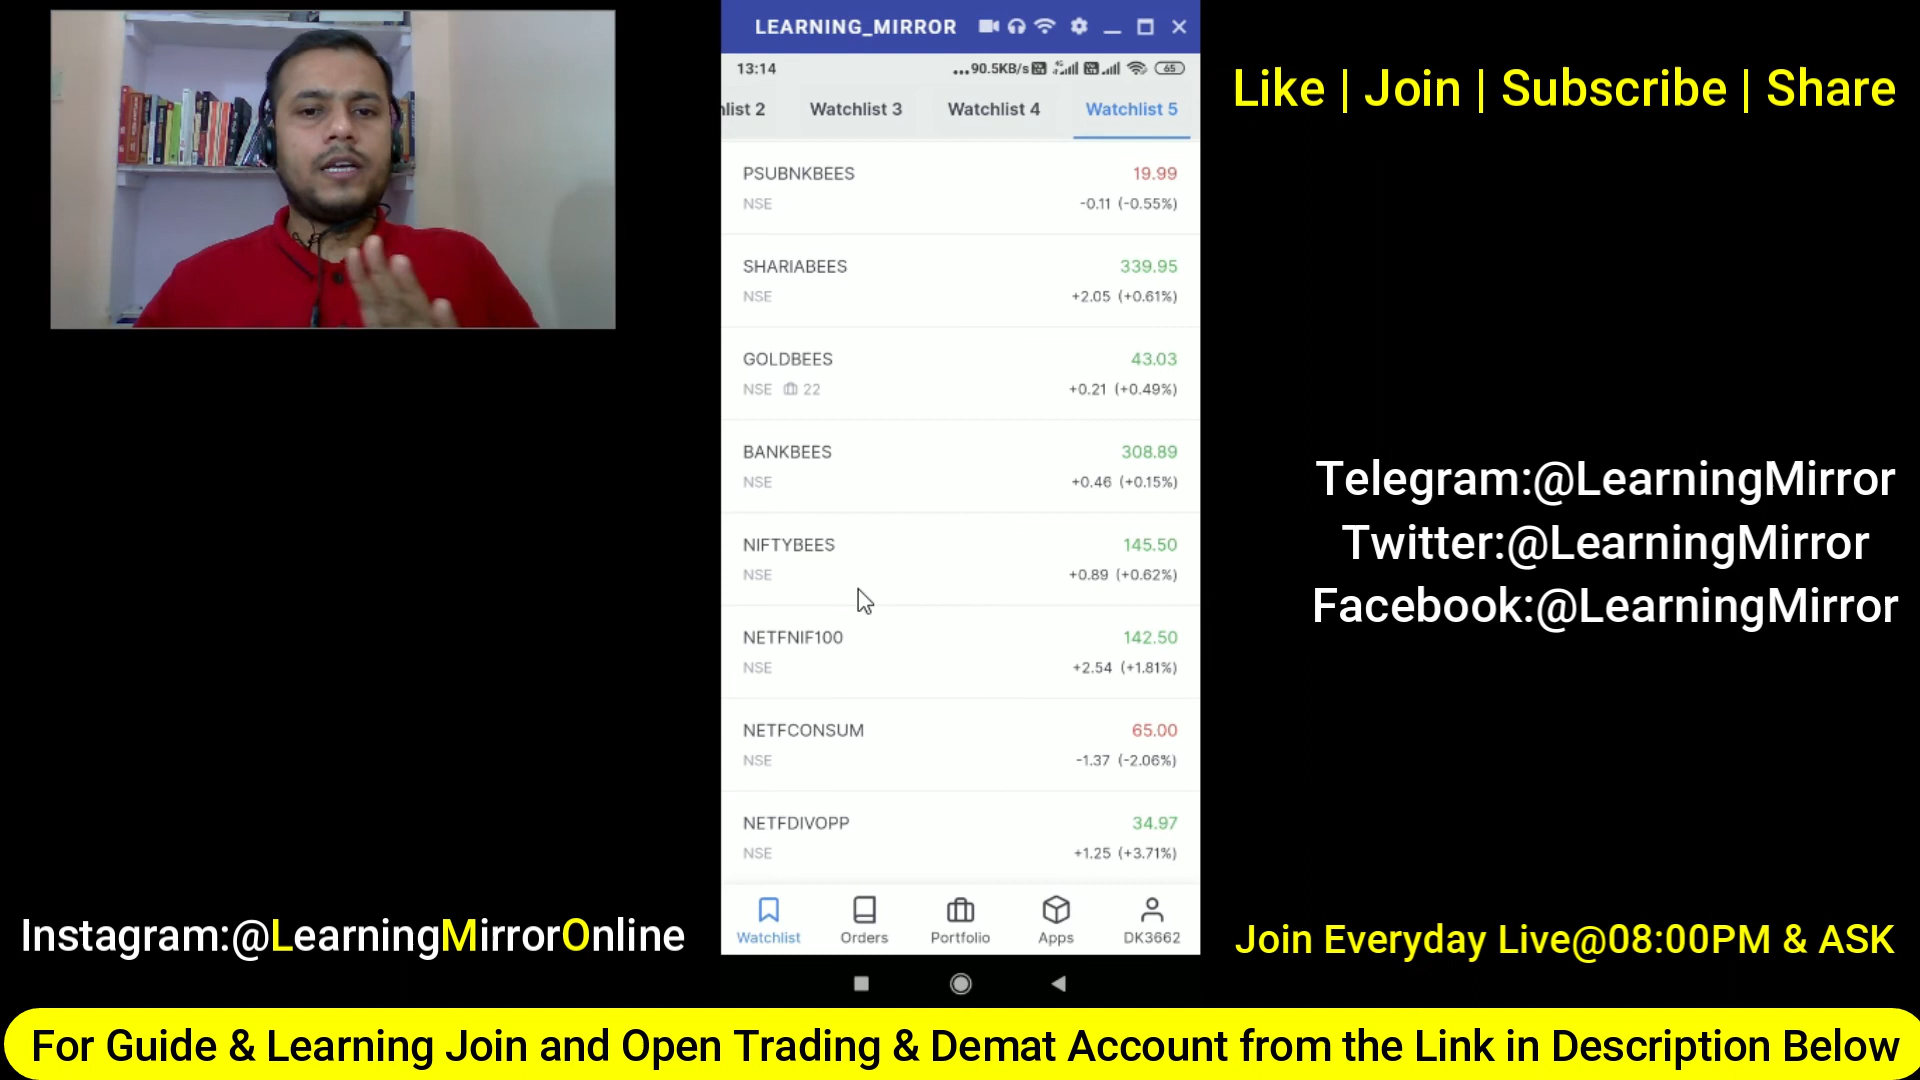 LEARNING_MIRROR
13:14
...90.5KB/s
65
list 2
Watchlist 3
Watchlist 4
Watchlist 5
PSUBNKBEES 19.99
NSE -0.11 (-0.55%)
SHARIABEES 339.95
NSE +2.05 (+0.61%)
GOLDBEES 43.03
NSE 22 +0.21 (+0.49%)
BANKBEES 308.89
NSE +0.46 (+0.15%)
NIFTYBEES 145.50
NSE +0.89 (+0.62%)
NETFNIF100 142.50
NSE +2.54 (+1.81%)
NETFCONSUM 65.00
NSE -1.37 (-2.06%)
NETFDIVOPP 34.97
NSE +1.25 (+3.71%)
Watchlist
Orders
Portfolio
Apps
DK3662
Like | Join | Subscribe | Share
Telegram:@LearningMirror
Twitter:@LearningMirror
Facebook:@LearningMirror
Instagram:@LearningMirrorOnline
Join Everyday Live@08:00PM & ASK
For Guide & Learning Join and Open Trading & Demat Account from the Link in Description Below